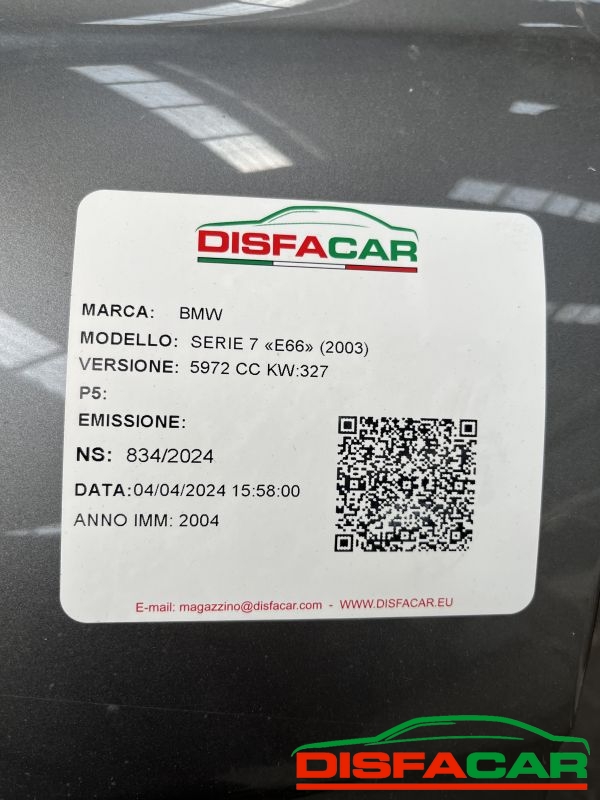 DISFACAR
MARCA: BMW
MODELLO: SERIE 7 «E66» (2003)
VERSIONE: 5972 CC KW:327
P5:
EMISSIONE:
NS: 834/2024
DATA:04/04/2024 15:58:00
ANNO IMM: 2004
E-mail: magazzino@disfacar.com - WWW.DISFACAR.EU
DISFACAR